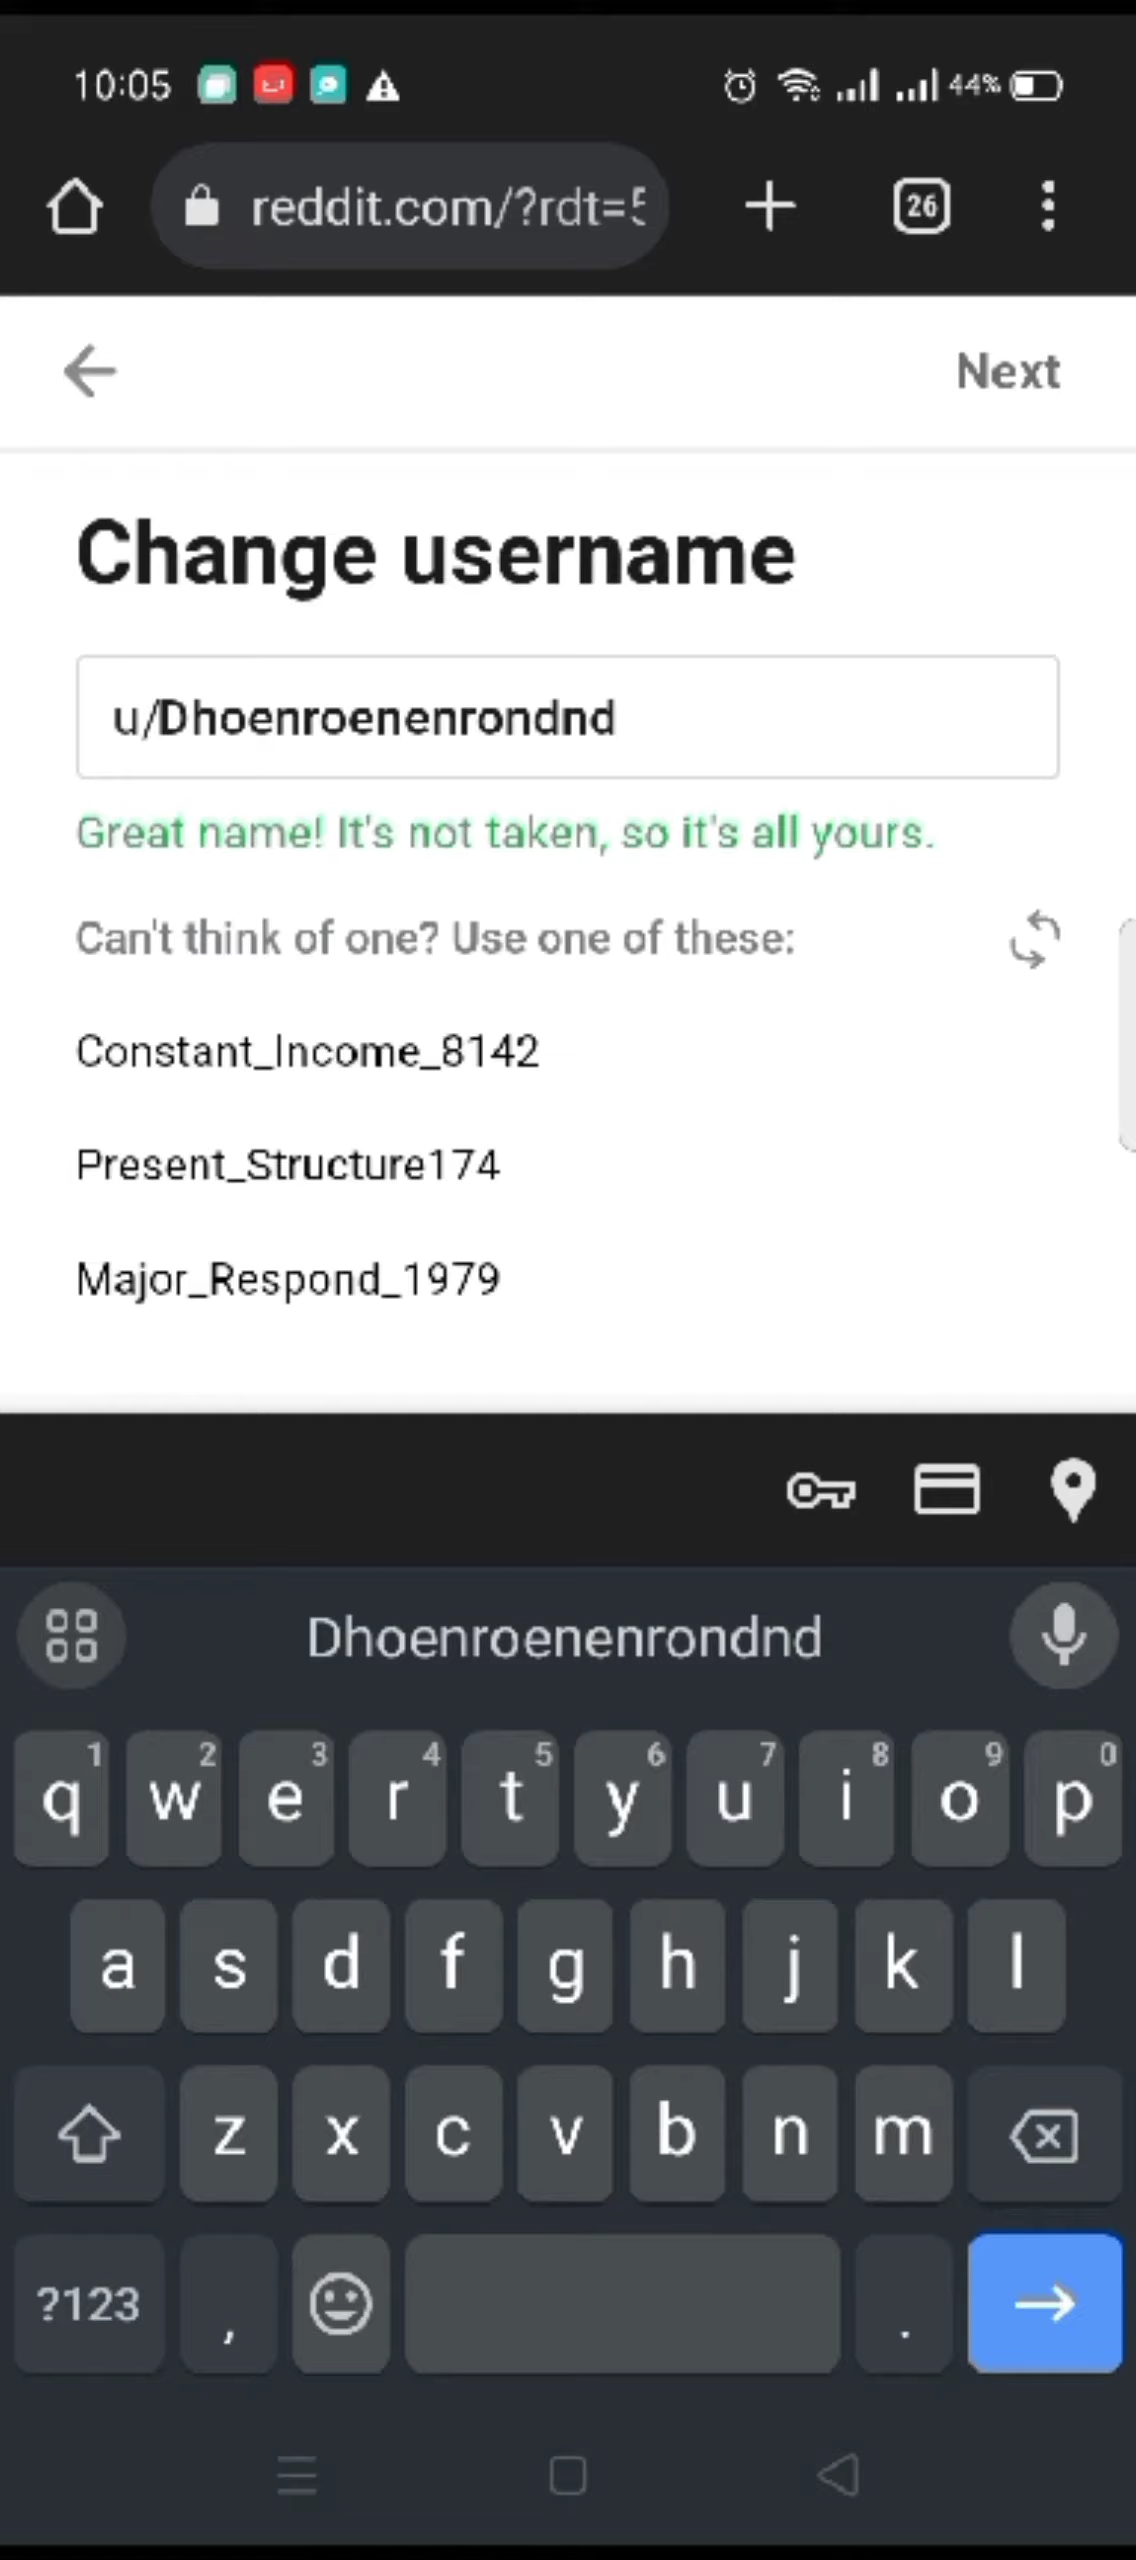 10:05 44%
reddit.com/?rdt=5
26
Next
Change username
u/Dhoenroenenrondnd
Great name! It's not taken, so it's all yours.
Can't think of one? Use one of these:
Constant_Income_8142
Present_Structure174
Major_Respond_1979
Dhoenroenenrondnd
1 2 3 4 5 6 7 8 9 0
q w e r t y u i o p
a s d f g h j k l
z x c v b n m
?123 , .